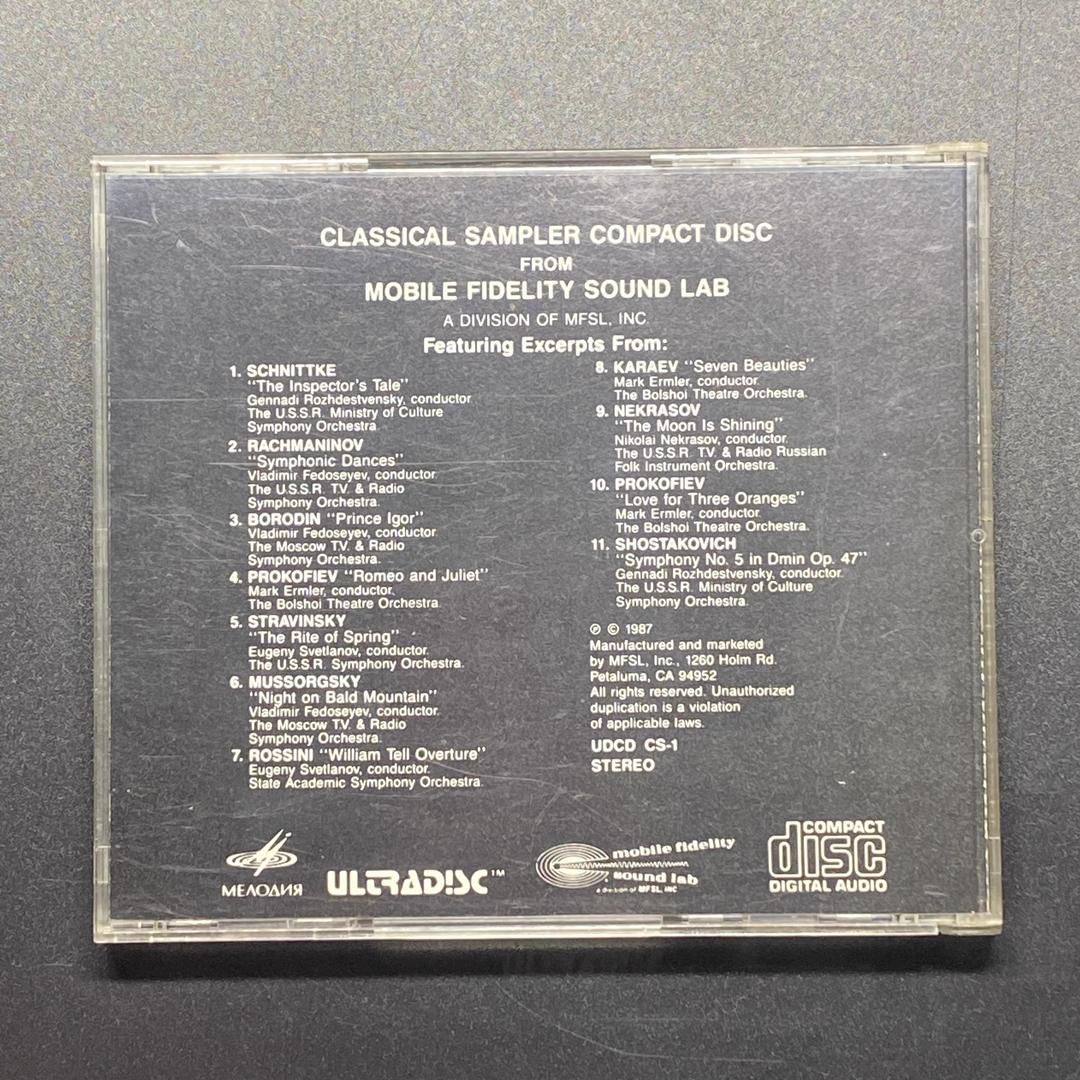 CLASSICAL SAMPLER COMPACT DISC
FROM
MOBILE FIDELITY SOUND LAB
A DIVISION OF MFSL, INC.
Featuring Excerpts From:
1. SCHNITTKE
"The Inspector's Tale"
Gennadi Rozhdestvensky, conductor.
The U.S.S.R. Ministry of Culture
Symphony Orchestra.
2. RACHMANINOV
"Symphonic Dances"
Vladimir Fedoseyev, conductor.
The U.S.S.R. T.V. & Radio
Symphony Orchestra.
3. BORODIN "Prince Igor"
Vladimir Fedoseyev, conductor.
The Moscow T.V. & Radio
Symphony Orchestra.
4. PROKOFIEV "Romeo and Juliet"
Mark Ermler, conductor.
The Bolshoi Theatre Orchestra.
5. STRAVINSKY
"The Rite of Spring"
Eugeny Svetlanov, conductor.
The U.S.S.R. Symphony Orchestra.
6. MUSSORGSKY
"Night on Bald Mountain"
Vladimir Fedoseyev, conductor.
The Moscow T.V. & Radio
Symphony Orchestra.
7. ROSSINI "William Tell Overture"
Eugeny Svetlanov, conductor.
State Academic Symphony Orchestra.
8. KARAEV "Seven Beauties"
Mark Ermler, conductor.
The Bolshoi Theatre Orchestra.
9. NEKRASOV
"The Moon Is Shining"
Nikolai Nekrasov, conductor.
The U.S.S.R. T.V. & Radio Russian
Folk Instrument Orchestra.
10. PROKOFIEV
"Love for Three Oranges"
Mark Ermler, conductor.
The Bolshoi Theatre Orchestra.
11. SHOSTAKOVICH
"Symphony No. 5 in Dmin Op. 47"
Gennadi Rozhdestvensky, conductor.
The U.S.S.R. Ministry of Culture
Symphony Orchestra.
℗ © 1987
Manufactured and marketed
by MFSL, Inc., 1260 Holm Rd.
Petaluma, CA 94952
All rights reserved. Unauthorized
duplication is a violation
of applicable laws.
UDCD CS-1
STEREO
МЕЛОДИЯ
ULTRADISC™
mobile fidelity
sound lab
a division of MFSL, INC
COMPACT
disc
DIGITAL AUDIO